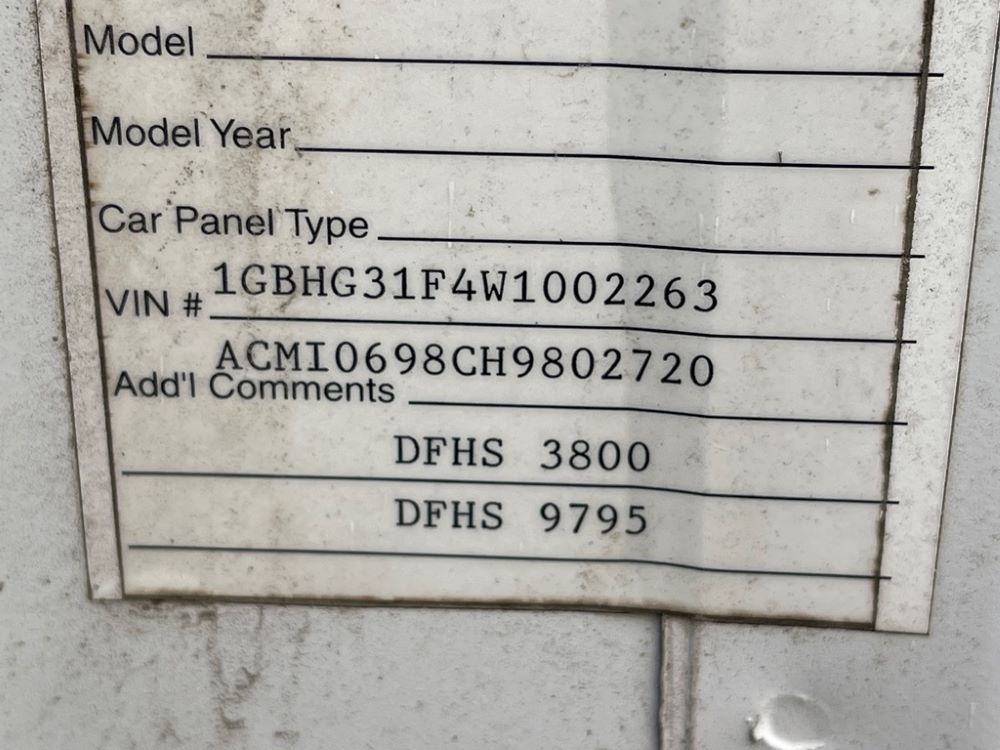 Model
Model Year
Car Panel Type
VIN # 1GBHG31F4W1002263
ACMI0698CH9802720
Add'l Comments
DFHS 3800
DFHS 9795